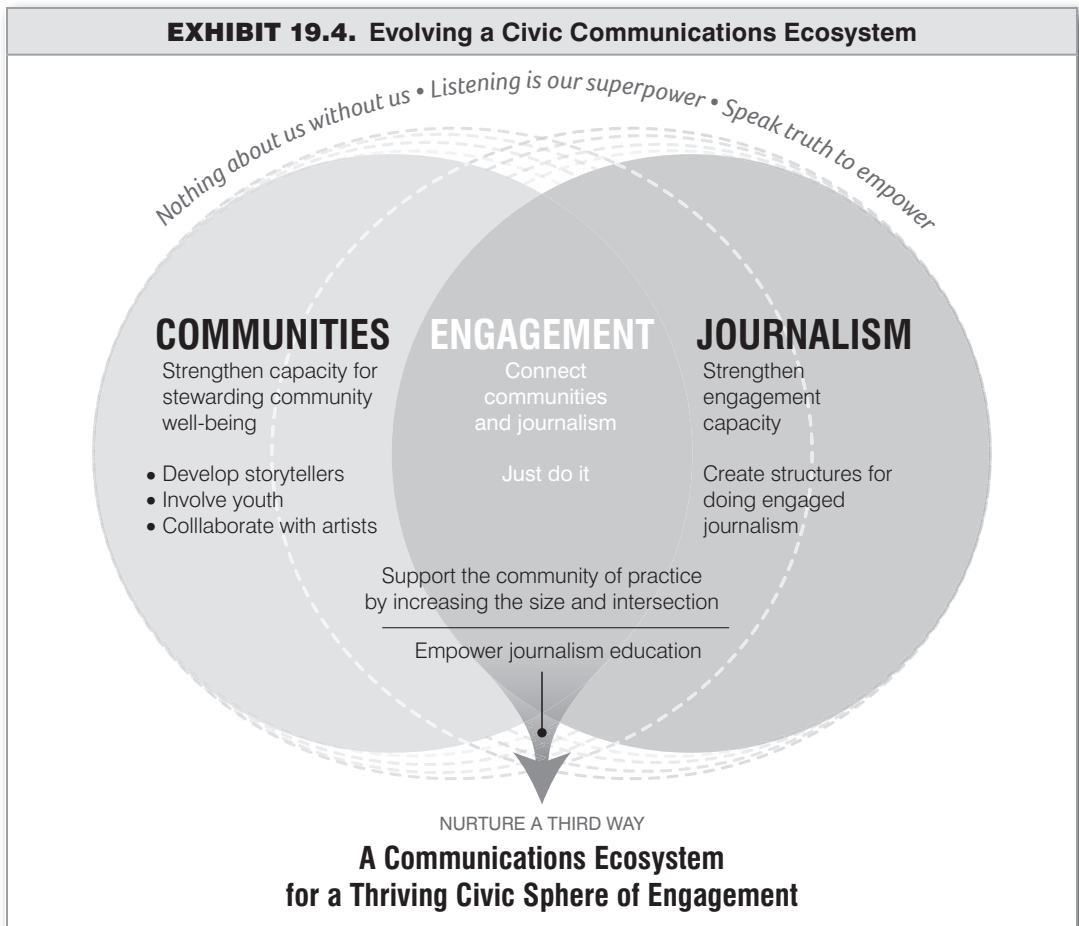 EXHIBIT 19.4. Evolving a Civic Communications Ecosystem
Nothing about us without us • Listening is our superpower • Speak truth to empower
COMMUNITIES
Strengthen capacity for
stewarding community
well-being
• Develop storytellers
• Involve youth
• Colllaborate with artists
ENGAGEMENT
Connect
communities
and journalism
Just do it
JOURNALISM
Strengthen
engagement
capacity
Create structures for
doing engaged
journalism
Support the community of practice
by increasing the size and intersection
Empower journalism education
NURTURE A THIRD WAY
A Communications Ecosystem
for a Thriving Civic Sphere of Engagement